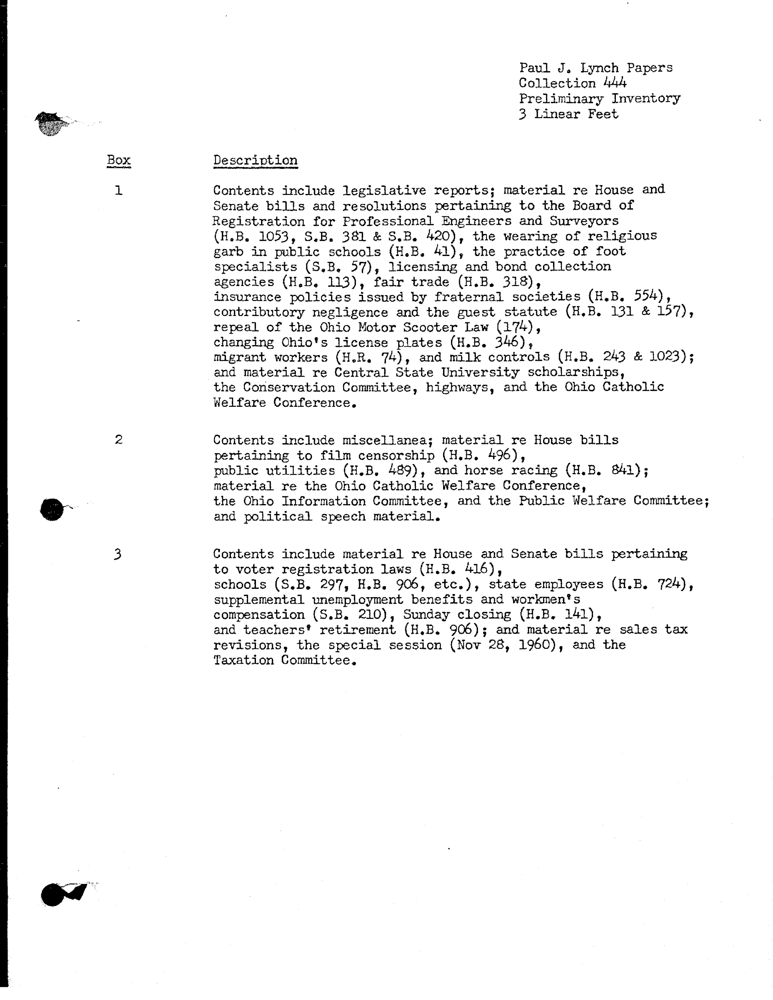 Paul J. Lynch Papers
Collection 444
Preliminary Inventory
3 Linear Feet
Box Description
1 Contents include legislative reports; material re House and
Senate bills and resolutions pertaining to the Board of
Registration for Professional Engineers and Surveyors
(H.B. 1053, S.B. 381 & S.B. 420), the wearing of religious
garb in public schools (H.B. 41), the practice of foot
specialists (S.B. 57), licensing and bond collection
agencies (H.B. 113), fair trade (H.B. 318),
insurance policies issued by fraternal societies (H.B. 554),
contributory negligence and the guest statute (H.B. 131 & 157),
repeal of the Ohio Motor Scooter Law (174),
changing Ohio's license plates (H.B. 346),
migrant workers (H.R. 74), and milk controls (H.B. 243 & 1023);
and material re Central State University scholarships,
the Conservation Committee, highways, and the Ohio Catholic
Welfare Conference.
2 Contents include miscellanea; material re House bills
pertaining to film censorship (H.B. 496),
public utilities (H.B. 489), and horse racing (H.B. 841);
material re the Ohio Catholic Welfare Conference,
the Ohio Information Committee, and the Public Welfare Committee;
and political speech material.
3 Contents include material re House and Senate bills pertaining
to voter registration laws (H.B. 416),
schools (S.B. 297, H.B. 906, etc.), state employees (H.B. 724),
supplemental unemployment benefits and workmen's
compensation (S.B. 210), Sunday closing (H.B. 141),
and teachers' retirement (H.B. 906); and material re sales tax
revisions, the special session (Nov 28, 1960), and the
Taxation Committee.